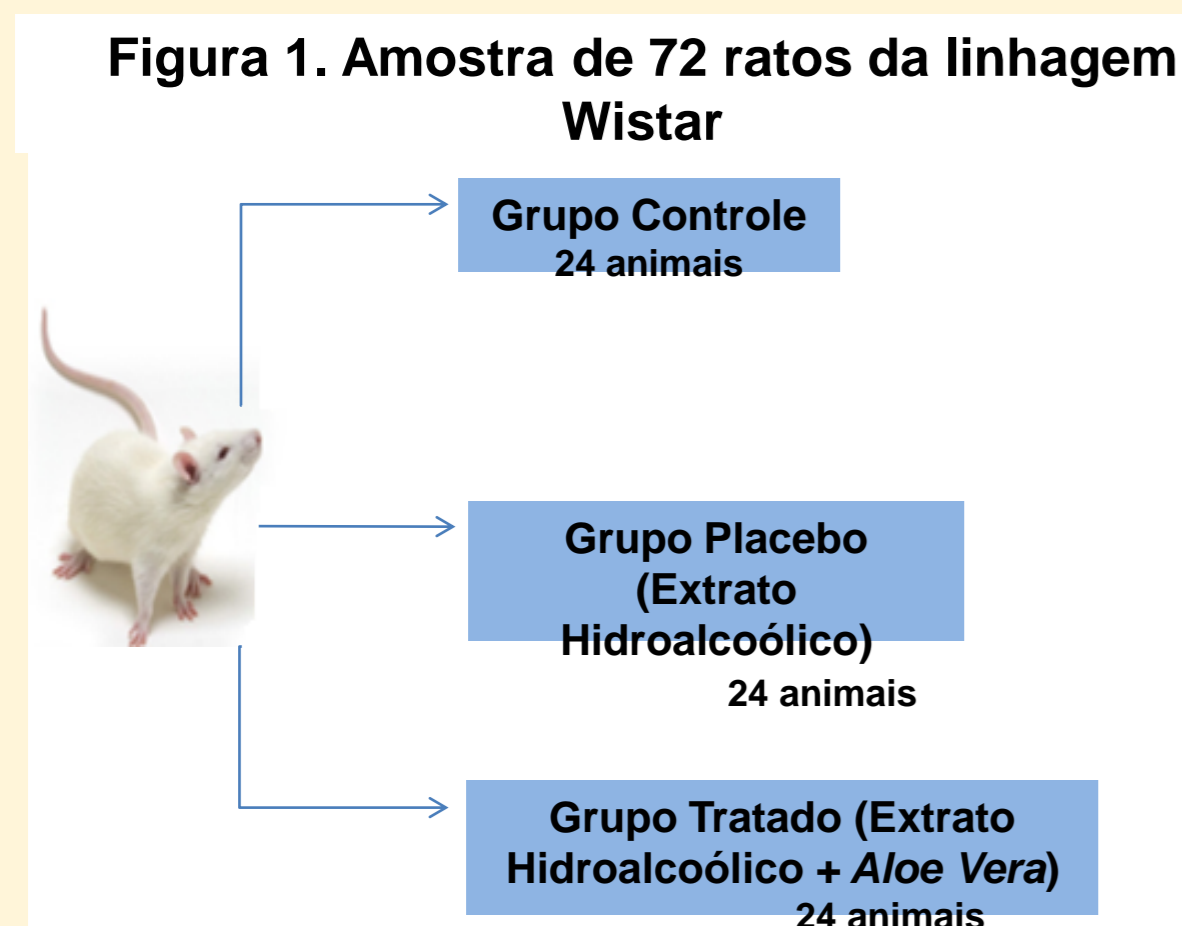 Figura 1. Amostra de 72 ratos da linhagem
Wistar
Grupo Controle
24 animais
Grupo Placebo
(Extrato
Hidroalcoólico)
24 animais
Grupo Tratado (Extrato
Hidroalcoólico + Aloe Vera)
24 animais